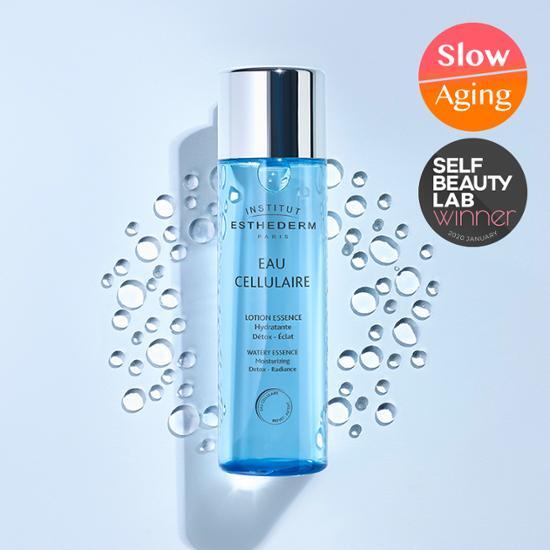 Slow
Aging
SELF
BEAUTY
LAB
winner
2020 JANUARY
INSTITUT
ESTHEDERM
PARIS
EAU
CELLULAIRE
LOTION ESSENCE
Hydratante
Détox - Éclat
WATERY ESSENCE
Moisturizing
Detox - Radiance